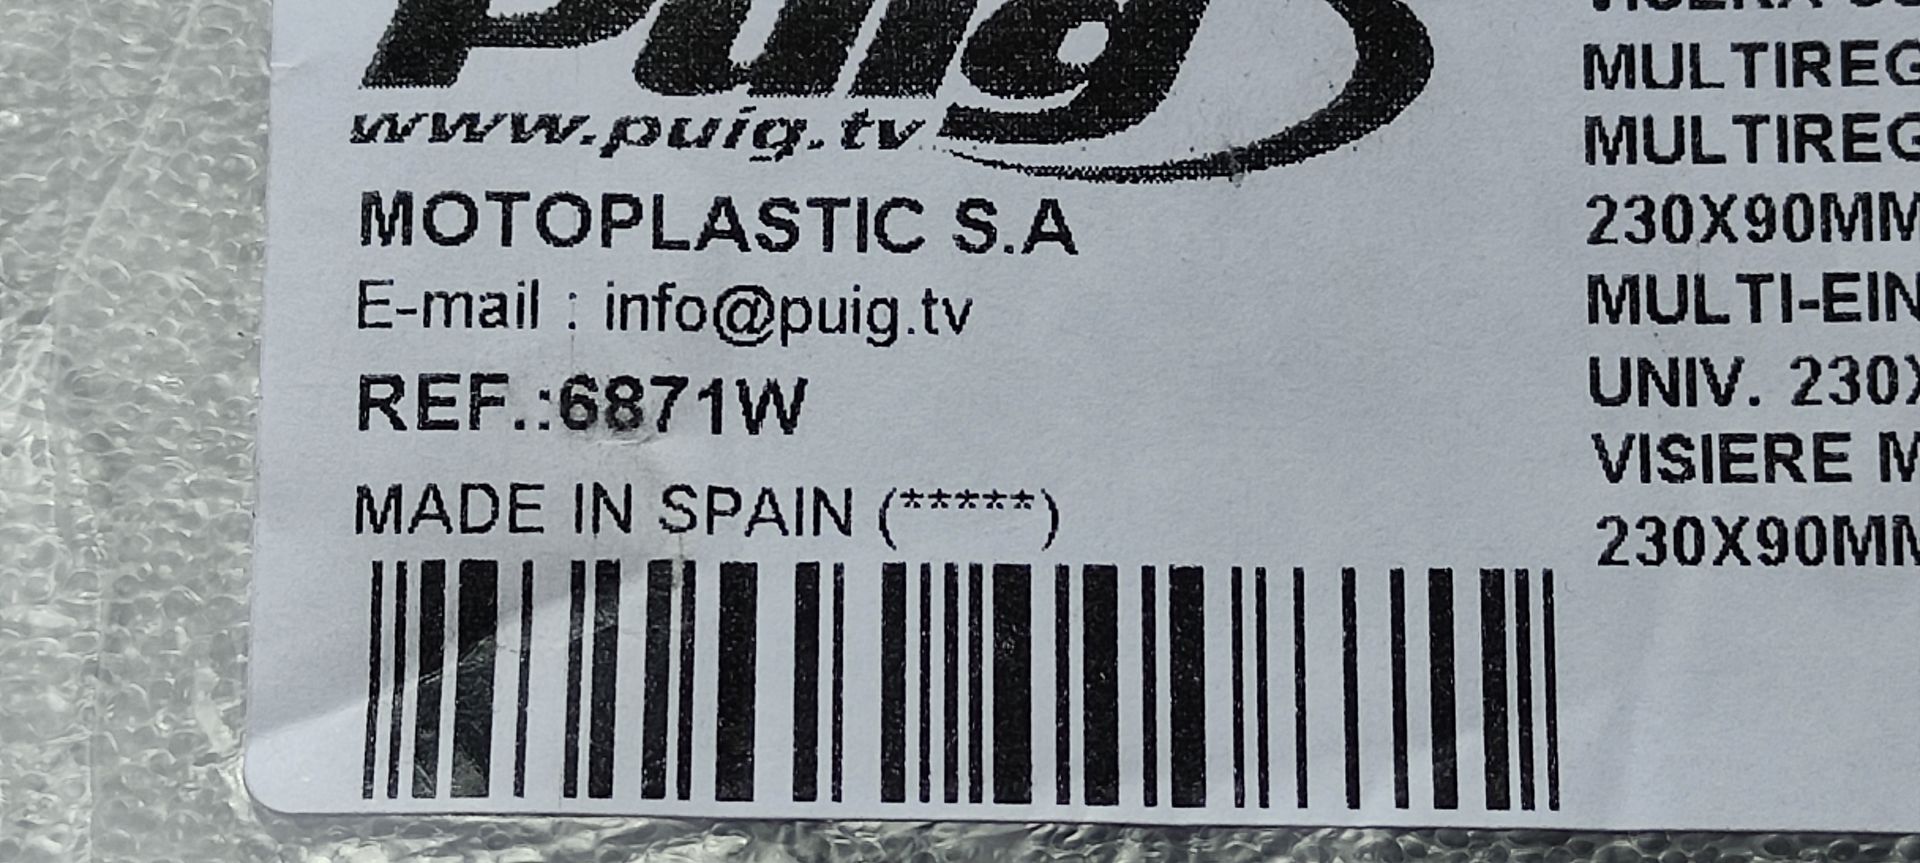 Puig
www.puig.tv
MOTOPLASTIC S.A
E-mail : info@puig.tv
REF.:6871W
MADE IN SPAIN (*****)
MULTIREG
MULTIREG
230X90MM
MULTI-EIN
UNIV. 230X
VISIERE M
230X90MM